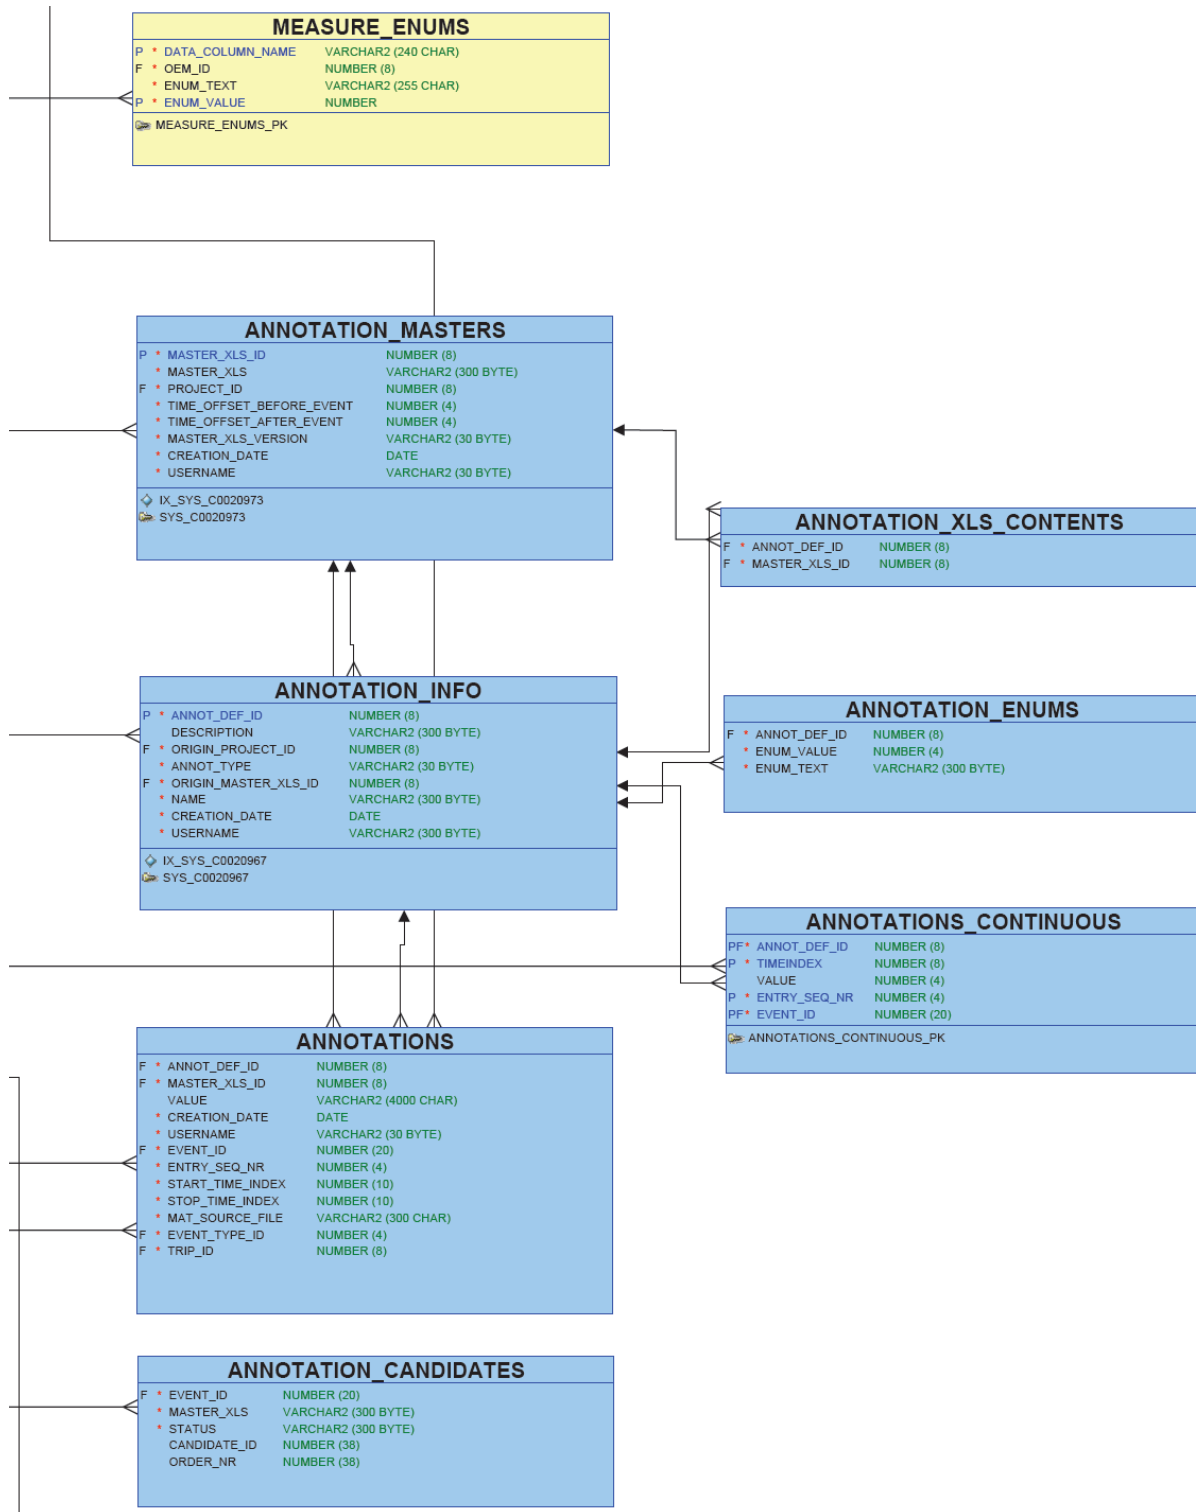 MEASURE_ENUMS
P * DATA_COLUMN_NAME VARCHAR2 (240 CHAR)
F * OEM_ID NUMBER (8)
* ENUM_TEXT VARCHAR2 (255 CHAR)
P * ENUM_VALUE NUMBER
MEASURE_ENUMS_PK
ANNOTATION_MASTERS
P * MASTER_XLS_ID NUMBER (8)
* MASTER_XLS VARCHAR2 (300 BYTE)
F * PROJECT_ID NUMBER (8)
* TIME_OFFSET_BEFORE_EVENT NUMBER (4)
* TIME_OFFSET_AFTER_EVENT NUMBER (4)
* MASTER_XLS_VERSION VARCHAR2 (30 BYTE)
* CREATION_DATE DATE
* USERNAME VARCHAR2 (30 BYTE)
IX_SYS_C0020973
SYS_C0020973
ANNOTATION_XLS_CONTENTS
F * ANNOT_DEF_ID NUMBER (8)
F * MASTER_XLS_ID NUMBER (8)
ANNOTATION_INFO
P * ANNOT_DEF_ID NUMBER (8)
DESCRIPTION VARCHAR2 (300 BYTE)
F * ORIGIN_PROJECT_ID NUMBER (8)
* ANNOT_TYPE VARCHAR2 (30 BYTE)
F * ORIGIN_MASTER_XLS_ID NUMBER (8)
* NAME VARCHAR2 (300 BYTE)
* CREATION_DATE DATE
* USERNAME VARCHAR2 (300 BYTE)
IX_SYS_C0020967
SYS_C0020967
ANNOTATION_ENUMS
F * ANNOT_DEF_ID NUMBER (8)
* ENUM_VALUE NUMBER (4)
* ENUM_TEXT VARCHAR2 (300 BYTE)
ANNOTATIONS_CONTINUOUS
PF* ANNOT_DEF_ID NUMBER (8)
P * TIMEINDEX NUMBER (8)
VALUE NUMBER (4)
P * ENTRY_SEQ_NR NUMBER (4)
PF* EVENT_ID NUMBER (20)
ANNOTATIONS_CONTINUOUS_PK
ANNOTATIONS
F * ANNOT_DEF_ID NUMBER (8)
F * MASTER_XLS_ID NUMBER (8)
VALUE VARCHAR2 (4000 CHAR)
* CREATION_DATE DATE
* USERNAME VARCHAR2 (30 BYTE)
F * EVENT_ID NUMBER (20)
* ENTRY_SEQ_NR NUMBER (4)
* START_TIME_INDEX NUMBER (10)
* STOP_TIME_INDEX NUMBER (10)
* MAT_SOURCE_FILE VARCHAR2 (300 CHAR)
F * EVENT_TYPE_ID NUMBER (4)
F * TRIP_ID NUMBER (8)
ANNOTATION_CANDIDATES
F * EVENT_ID NUMBER (20)
* MASTER_XLS VARCHAR2 (300 BYTE)
* STATUS VARCHAR2 (300 BYTE)
CANDIDATE_ID NUMBER (38)
ORDER_NR NUMBER (38)